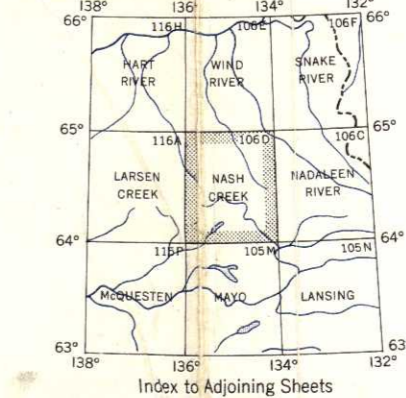 138° 136° 134° 132°
66° 116H 106E 106F 66°
HART WIND SNAKE
RIVER RIVER RIVER
65° 116A 106D 106C 65°
LARSEN NASH NADALEEN
CREEK CREEK RIVER
64° 115P 105M 105N 64°
McQUESTEN MAYO LANSING
63° 63°
138° 136° 134° 132°
Index to Adjoining Sheets